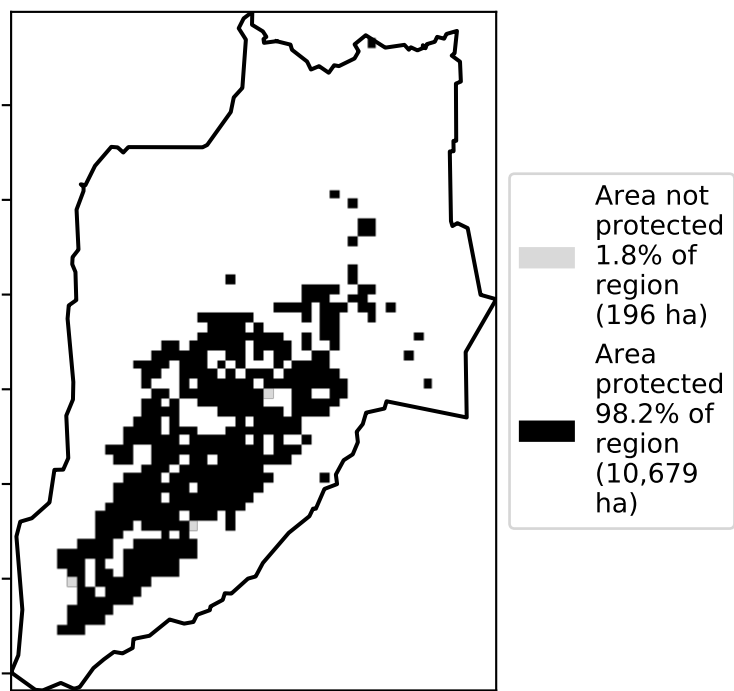 Area not
protected
1.8% of
region
(196 ha)
Area
protected
98.2% of
region
(10,679
ha)